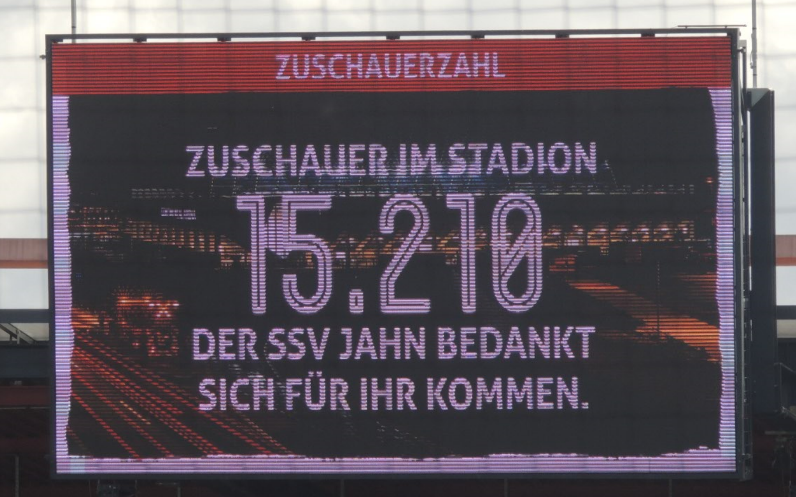 ZUSCHAUERZAHL
ZUSCHAUER IM STADION
15.210
DER SSV JAHN BEDANKT
SICH FÜR IHR KOMMEN.